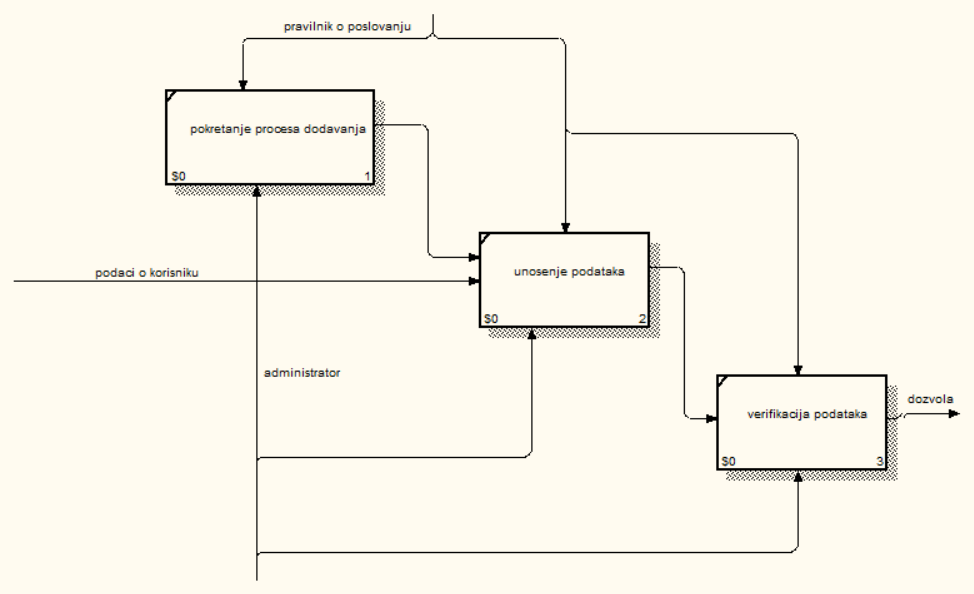 pravilnik o poslovanju
pokretanje procesa dodavanja
$0 1
podaci o korisniku
unosenje podataka
$0 2
administrator
dozvola
verifikacija podataka
$0 3